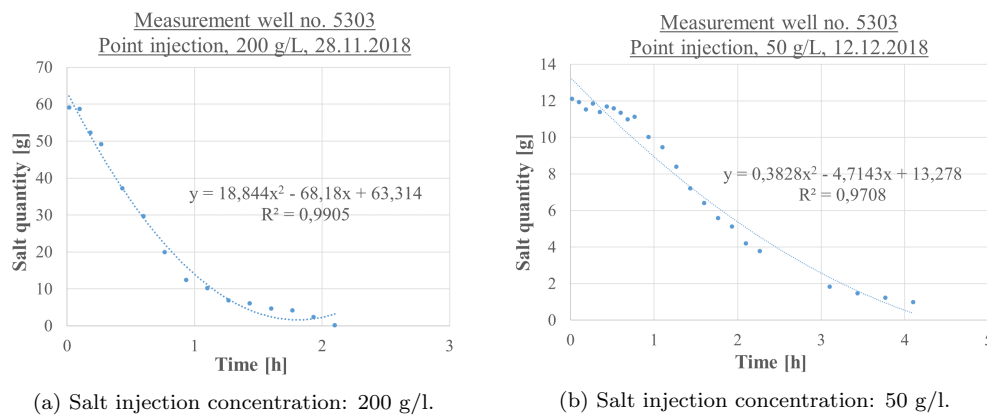 Measurement well no. 5303
Point injection, 200 g/L, 28.11.2018
70
60
50
40
30
20
10
0
Salt quantity [g]
y = 18,844x² - 68,18x + 63,314
R² = 0,9905
0 1 2 3
Time [h]
(a) Salt injection concentration: 200 g/l.
Measurement well no. 5303
Point injection, 50 g/L, 12.12.2018
14
12
10
8
6
4
2
0
Salt quantity [g]
y = 0,3828x² - 4,7143x + 13,278
R² = 0,9708
0 1 2 3 4 5
Time [h]
(b) Salt injection concentration: 50 g/l.